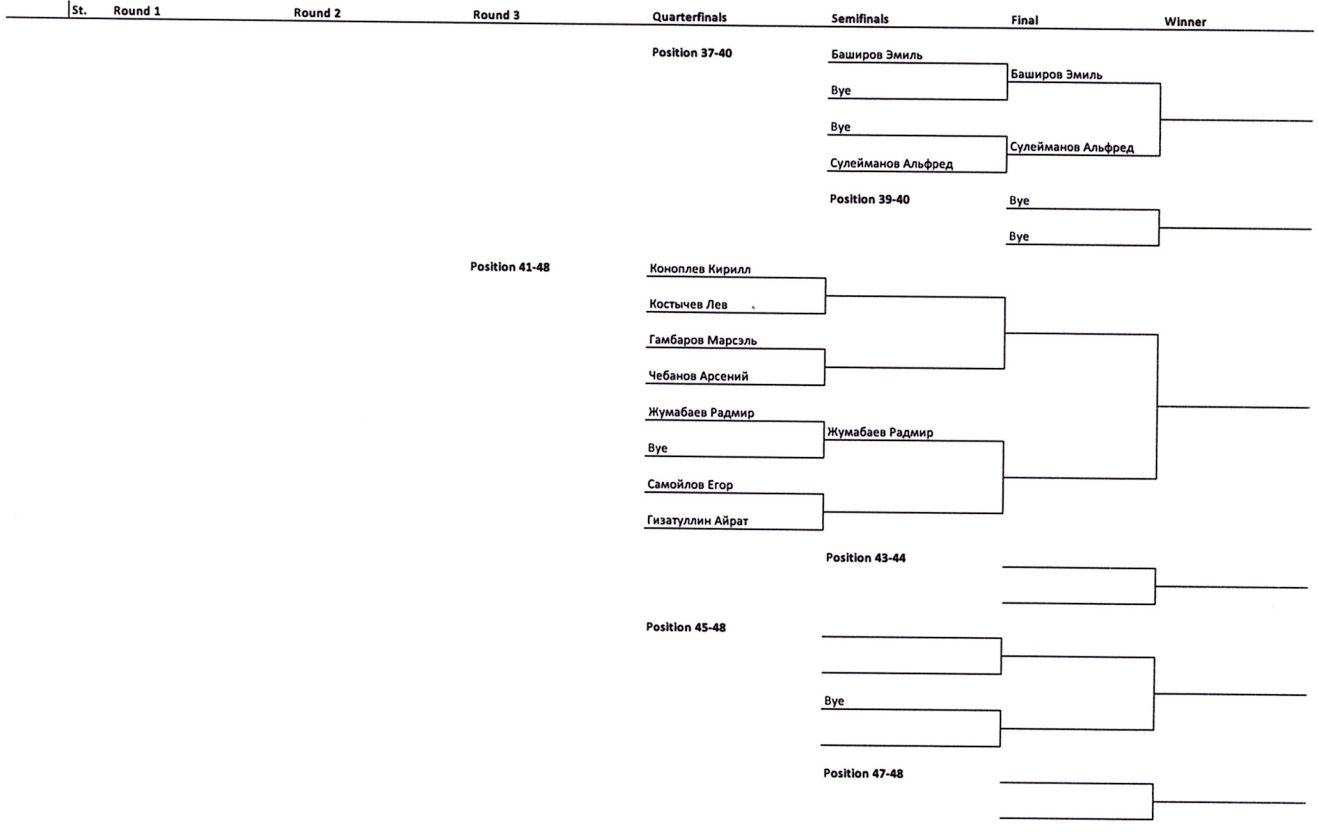 St. Round 1 Round 2 Round 3 Quarterfinals Semifinals Final Winner
Position 37-40
Баширов Эмиль
Баширов Эмиль
Bye
Bye
Сулейманов Альфред
Сулейманов Альфред
Position 39-40
Bye
Bye
Position 41-48
Коноплев Кирилл
Костычев Лев
Гамбаров Марсэль
Чебанов Арсений
Жумабаев Радмир
Жумабаев Радмир
Bye
Самойлов Егор
Гизатуллин Айрат
Position 43-44
Position 45-48
Bye
Position 47-48